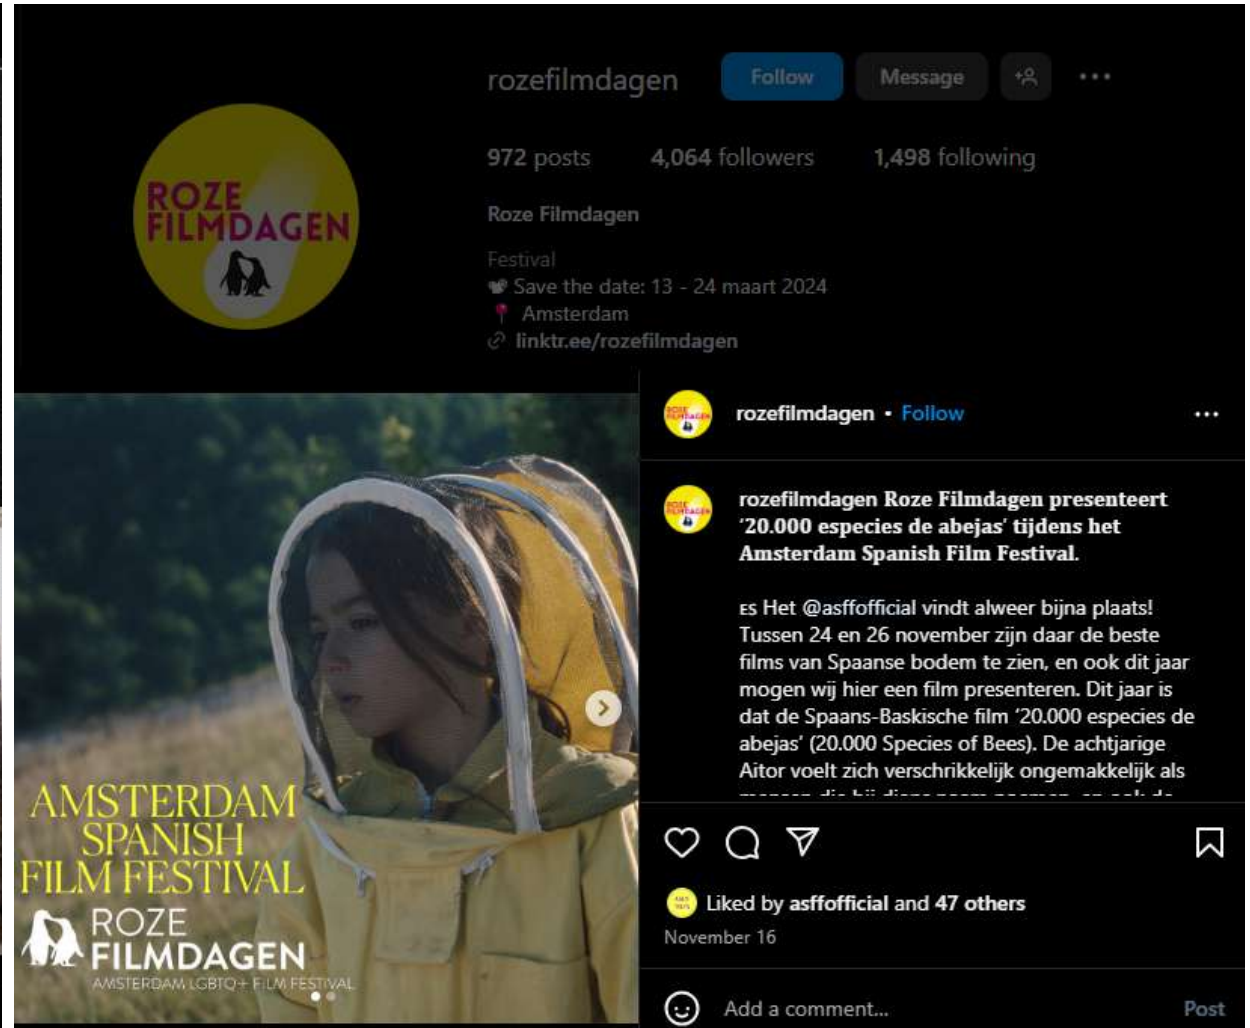 rozefilmdagen Follow Message
972 posts 4,064 followers 1,498 following
Roze Filmdagen
Festival
📽 Save the date: 13 - 24 maart 2024
📍 Amsterdam
linktr.ee/rozefilmdagen
ROZE
FILMDAGEN
rozefilmdagen • Follow
rozefilmdagen Roze Filmdagen presenteert
‘20.000 especies de abejas’ tijdens het
Amsterdam Spanish Film Festival.
ES Het @asffofficial vindt alweer bijna plaats!
Tussen 24 en 26 november zijn daar de beste
films van Spaanse bodem te zien, en ook dit jaar
mogen wij hier een film presenteren. Dit jaar is
dat de Spaans-Baskische film ‘20.000 especies de
abejas’ (20.000 Species of Bees). De achtjarige
Aitor voelt zich verschrikkelijk ongemakkelijk als
Liked by asffofficial and 47 others
November 16
Add a comment... Post
AMSTERDAM
SPANISH
FILM FESTIVAL
ROZE
FILMDAGEN
AMSTERDAM LGBTQ+ FILM FESTIVAL